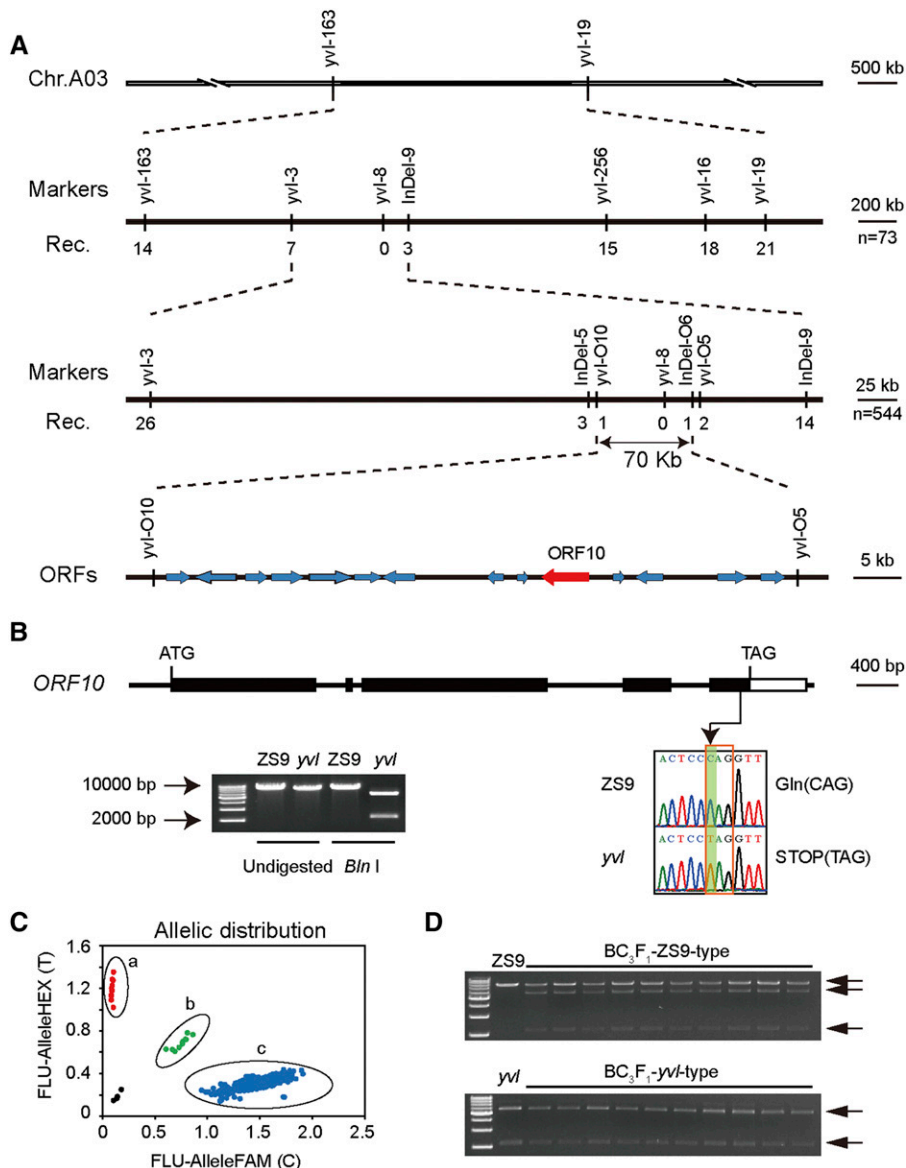 A
yvl-163 yvl-19
Chr.A03 500 kb
yvl-163 yvl-3 yvl-8 InDel-9 yvl-256 yvl-16 yvl-19
Markers 200 kb
Rec. 14 7 0 3 15 18 21 n=73
yvl-3 InDel-5 yvl-O10 yvl-8 InDel-O6 yvl-O5 InDel-9
Markers 25 kb
Rec. 26 3 1 0 1 2 14 n=544
70 Kb
yvl-O10 yvl-O5
ORF10
ORFs 5 kb
B
ATG TAG
ORF10 400 bp
ZS9 yvl ZS9 yvl
10000 bp
2000 bp
Undigested Bln I
ACTCCCAGGTT
ZS9 Gln(CAG)
ACTCCTAGGTT
yvl STOP(TAG)
C
Allelic distribution
FLU-AlleleHEX (T)
1.6
1.2
0.8
0.4
0
a
b
c
0 0.5 1.0 1.5 2.0 2.5
FLU-AlleleFAM (C)
D
ZS9 BC3F1-ZS9-type
yvl BC3F1-yvl-type